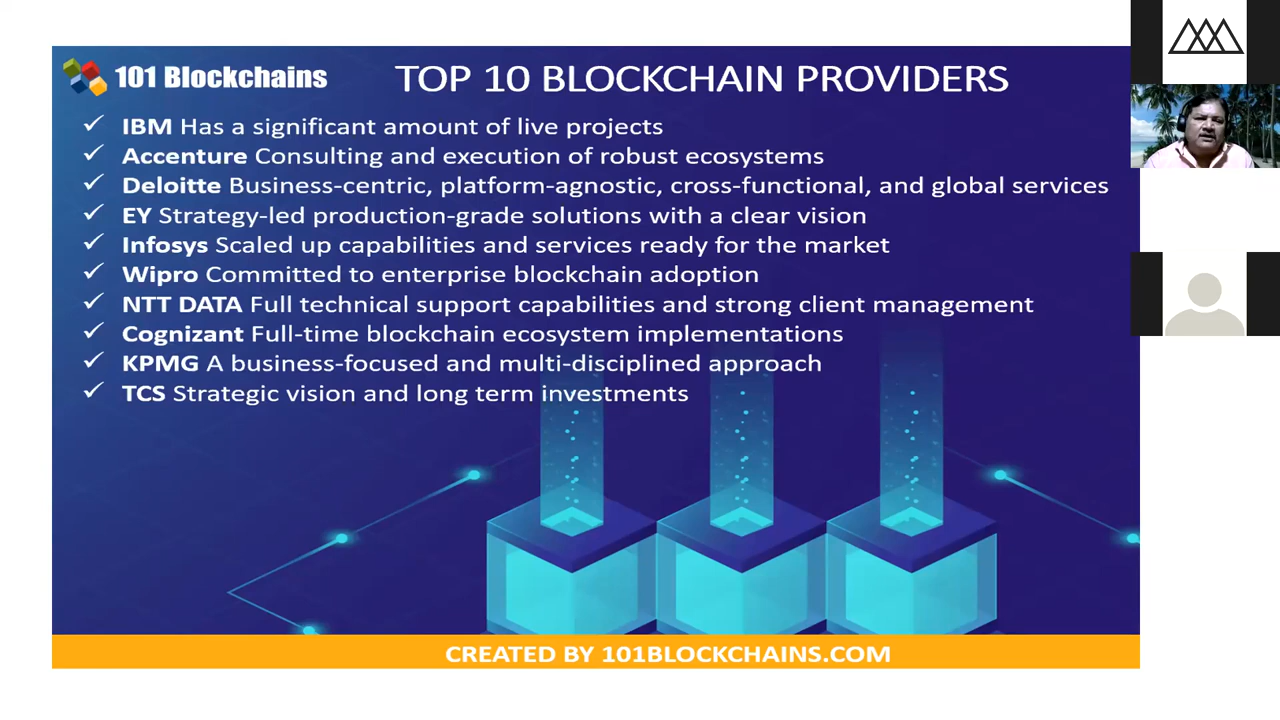 101 Blockchains
TOP 10 BLOCKCHAIN PROVIDERS
✓ IBM Has a significant amount of live projects
✓ Accenture Consulting and execution of robust ecosystems
✓ Deloitte Business-centric, platform-agnostic, cross-functional, and global services
✓ EY Strategy-led production-grade solutions with a clear vision
✓ Infosys Scaled up capabilities and services ready for the market
✓ Wipro Committed to enterprise blockchain adoption
✓ NTT DATA Full technical support capabilities and strong client management
✓ Cognizant Full-time blockchain ecosystem implementations
✓ KPMG A business-focused and multi-disciplined approach
✓ TCS Strategic vision and long term investments
CREATED BY 101BLOCKCHAINS.COM